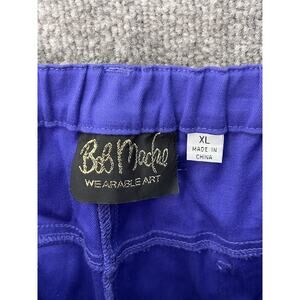 Bob Mackie
WEARABLE ART
XL
MADE IN
CHINA